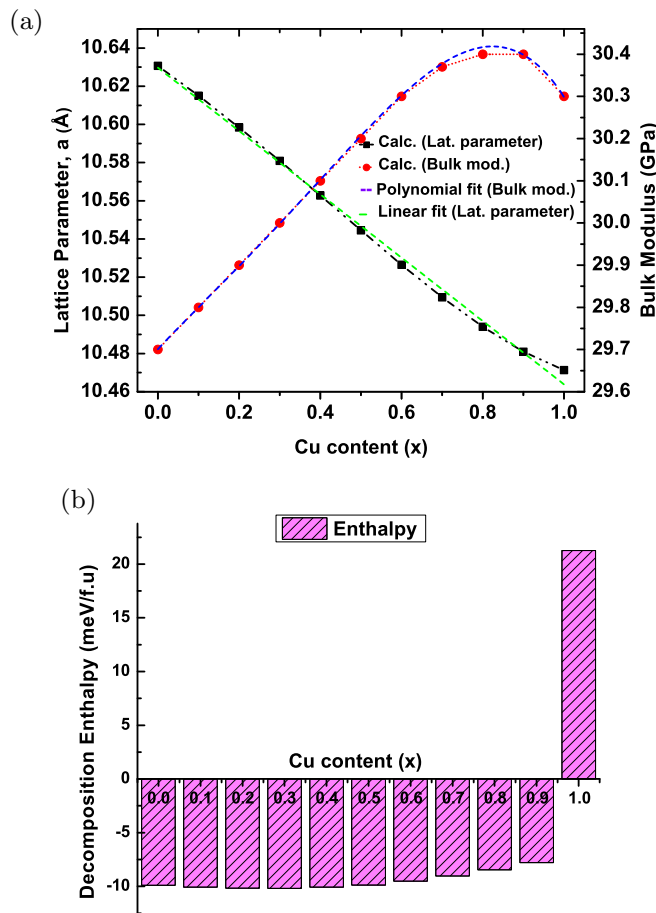 (a)
Lattice Parameter, a (Å)
10.64
10.62
10.60
10.58
10.56
10.54
10.52
10.50
10.48
10.46
Calc. (Lat. parameter)
Calc. (Bulk mod.)
Polynomial fit (Bulk mod.)
Linear fit (Lat. parameter)
30.4
30.3
30.2
30.1
30.0
29.9
29.8
29.7
29.6
Bulk Modulus (GPa)
0.0 0.2 0.4 0.6 0.8 1.0
Cu content (x)
(b)
Enthalpy
Decomposition Enthalpy (meV/f.u)
20
15
10
5
0
-5
-10
Cu content (x)
0.0 0.1 0.2 0.3 0.4 0.5 0.6 0.7 0.8 0.9 1.0